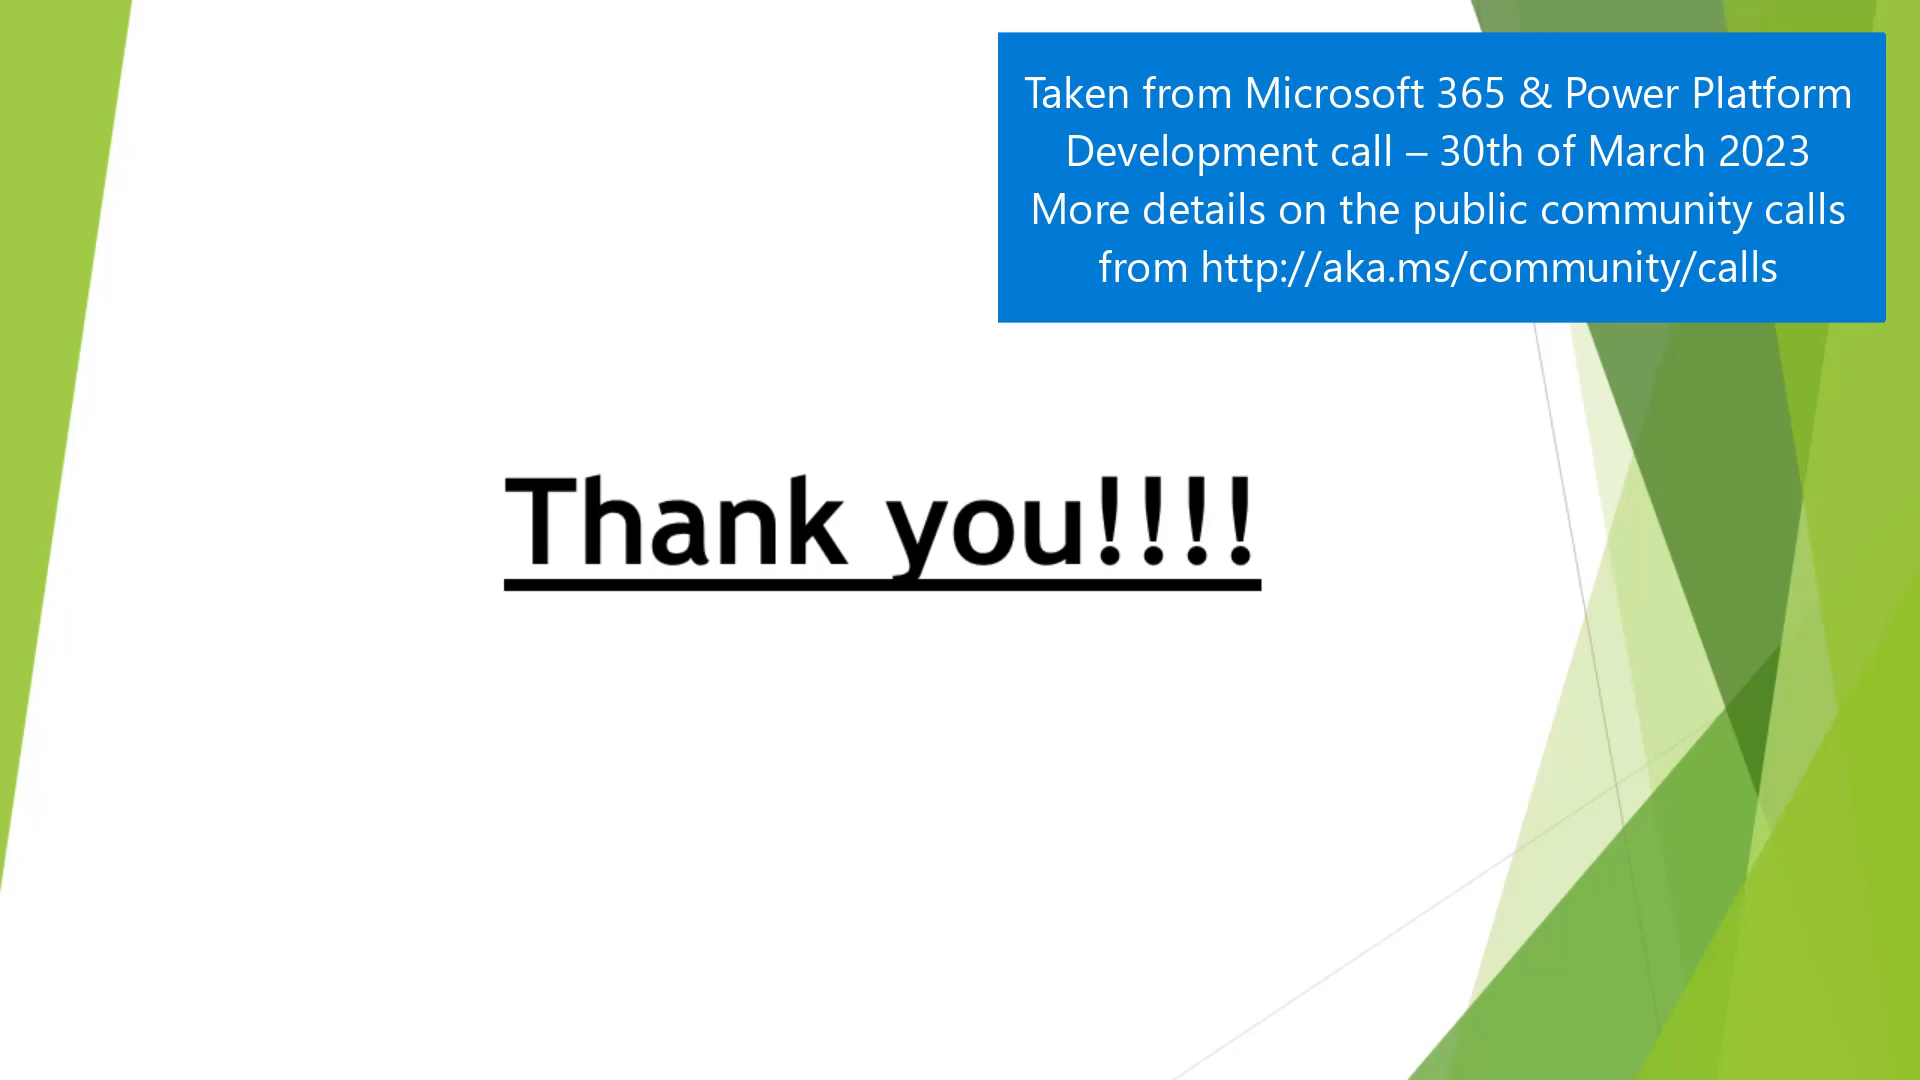 Taken from Microsoft 365 & Power Platform
Development call – 30th of March 2023
More details on the public community calls
from http://aka.ms/community/calls
Thank you!!!!